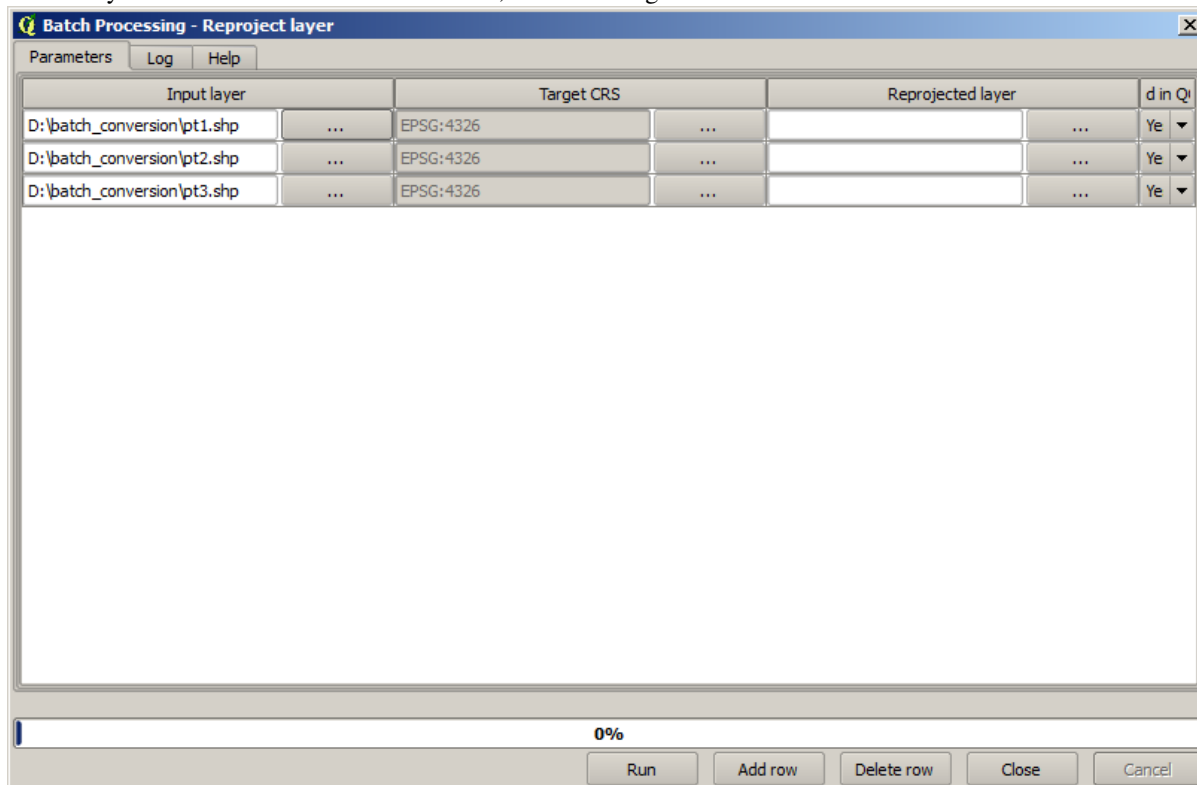 Batch Processing - Reproject layer
Parameters Log Help
Input layer Target CRS Reprojected layer d in Q
D:\batch_conversion\pt1.shp ... EPSG:4326 ... ... Ye
D:\batch_conversion\pt2.shp ... EPSG:4326 ... ... Ye
D:\batch_conversion\pt3.shp ... EPSG:4326 ... ... Ye
0%
Run Add row Delete row Close Cancel